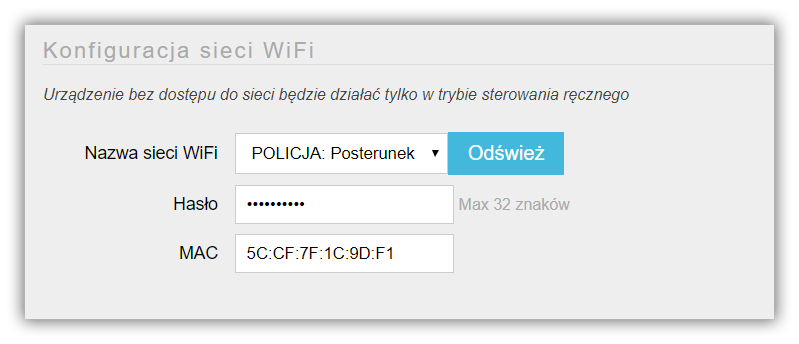 Konfiguracja sieci WiFi
Urządzenie bez dostępu do sieci będzie działać tylko w trybie sterowania ręcznego
Nazwa sieci WiFi POLICJA: Posterunek ▼ Odśwież
Hasło •••••••••• Max 32 znaków
MAC 5C:CF:7F:1C:9D:F1